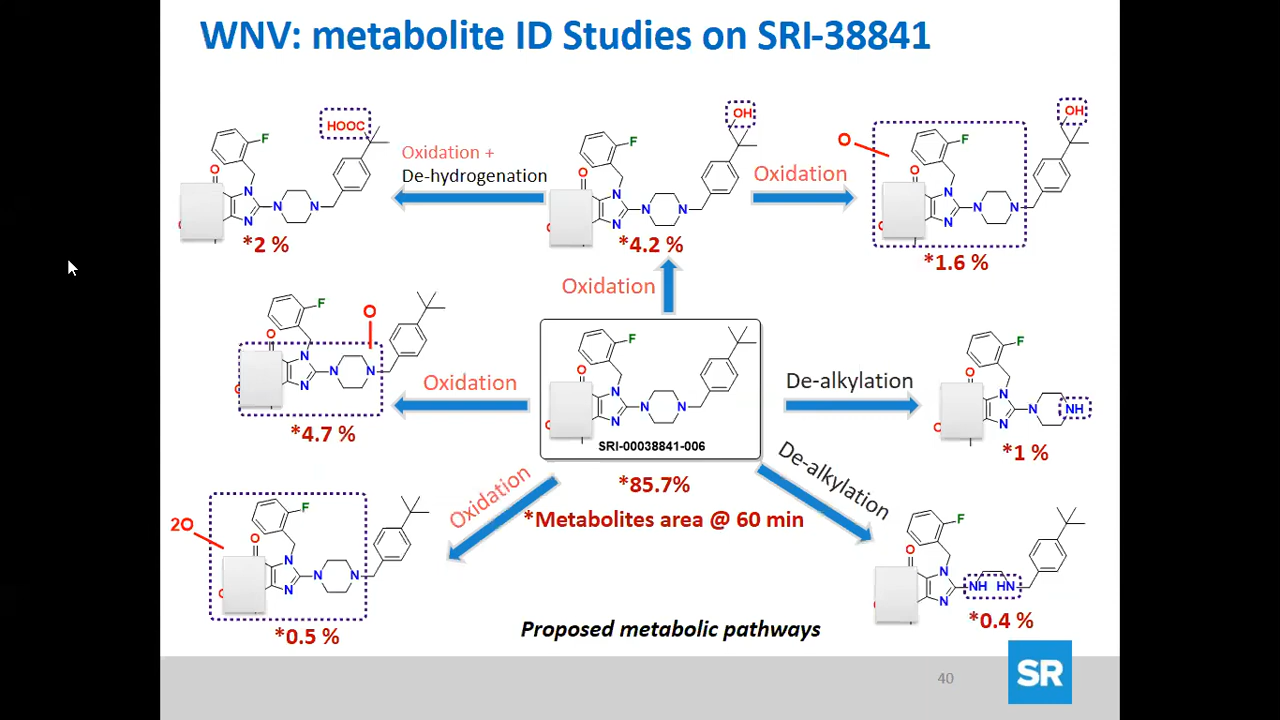 WNV: metabolite ID Studies on SRI-38841
HOOC
F
O
N
N
N
N
*2 %
Oxidation +
De-hydrogenation
OH
F
O
N
N
N
N
*4.2 %
Oxidation
OH
O
F
O
N
N
N
N
*1.6 %
Oxidation
F
O
O
N
N
N
N
*4.7 %
Oxidation
F
O
N
N
N
N
SRI-00038841-006
*85.7%
*Metabolites area @ 60 min
De-alkylation
F
O
N
N
N
NH
*1 %
Oxidation
2O
F
O
N
N
N
N
*0.5 %
De-alkylation
F
O
N
N
NH HN
*0.4 %
Proposed metabolic pathways
40
SR